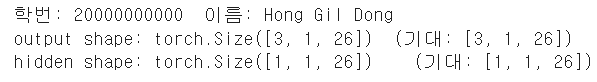 학번: 20000000000  이름: Hong Gil Dong
output shape: torch.Size([3, 1, 26])  (기대: [3, 1, 26])
hidden shape: torch.Size([1, 1, 26])    (기대: [1, 1, 26])